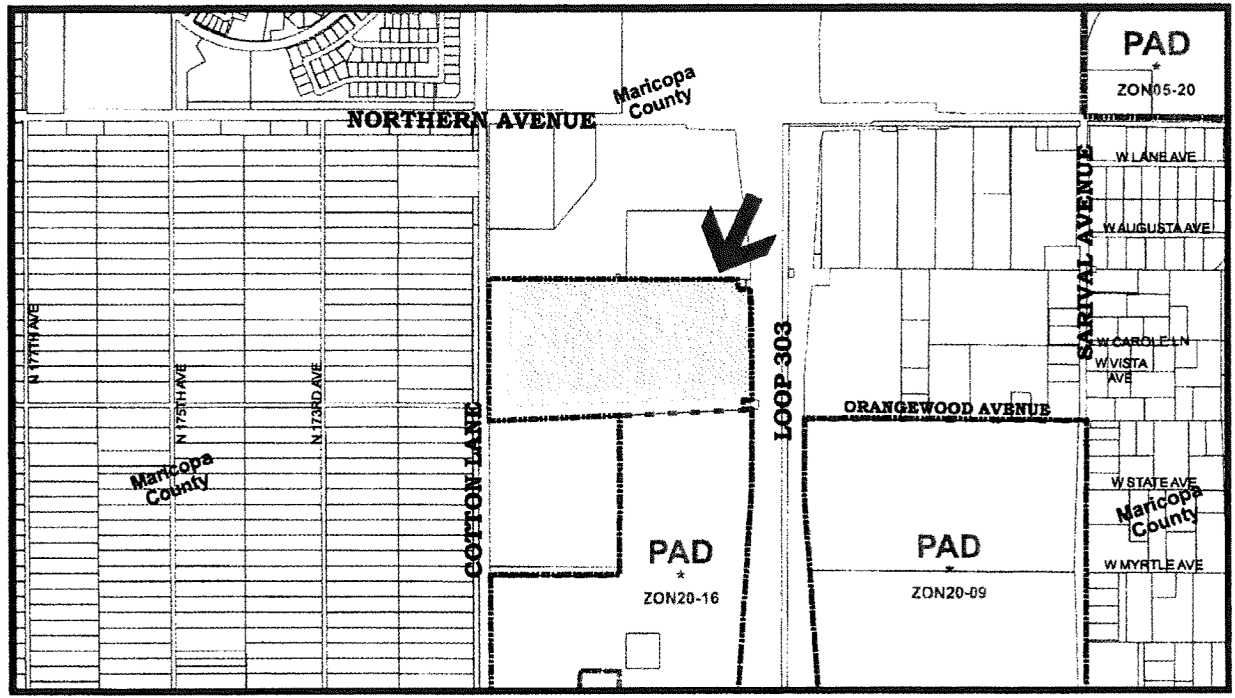 PAD
*
ZON05-20
Maricopa
County
NORTHERN AVENUE
W LANE AVE
SARIVAL AVENUE
W AUGUSTA AVE
N 177TH AVE
N 175TH AVE
N 173RD AVE
LOOP 303
W CAROLE LN
W VISTA
AVE
COTTON LANE
ORANGEWOOD AVENUE
Maricopa
County
W STATE AVE
Maricopa
County
PAD
*
ZON20-16
PAD
*
ZON20-09
W MYRTLE AVE